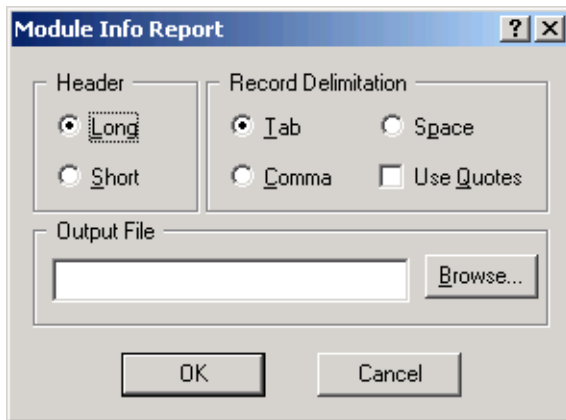 Module Info Report
Header
Record Delimitation
Long
Tab
Space
Short
Comma
Use Quotes
Output File
Browse...
OK
Cancel